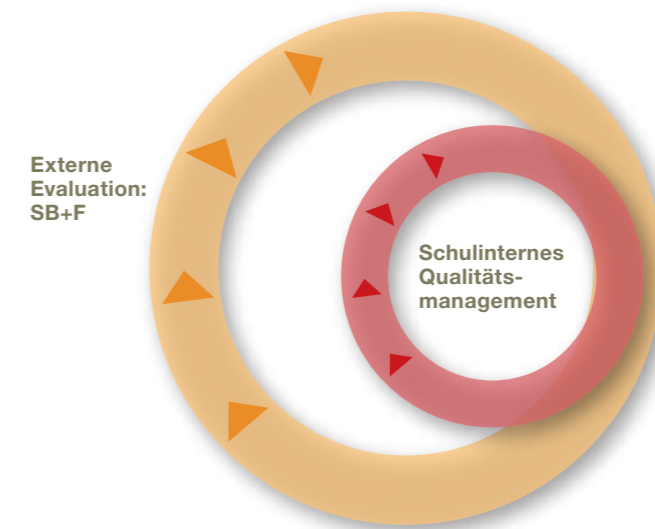 Externe
Evaluation:
SB+F
Schulinternes
Qualitäts-
management